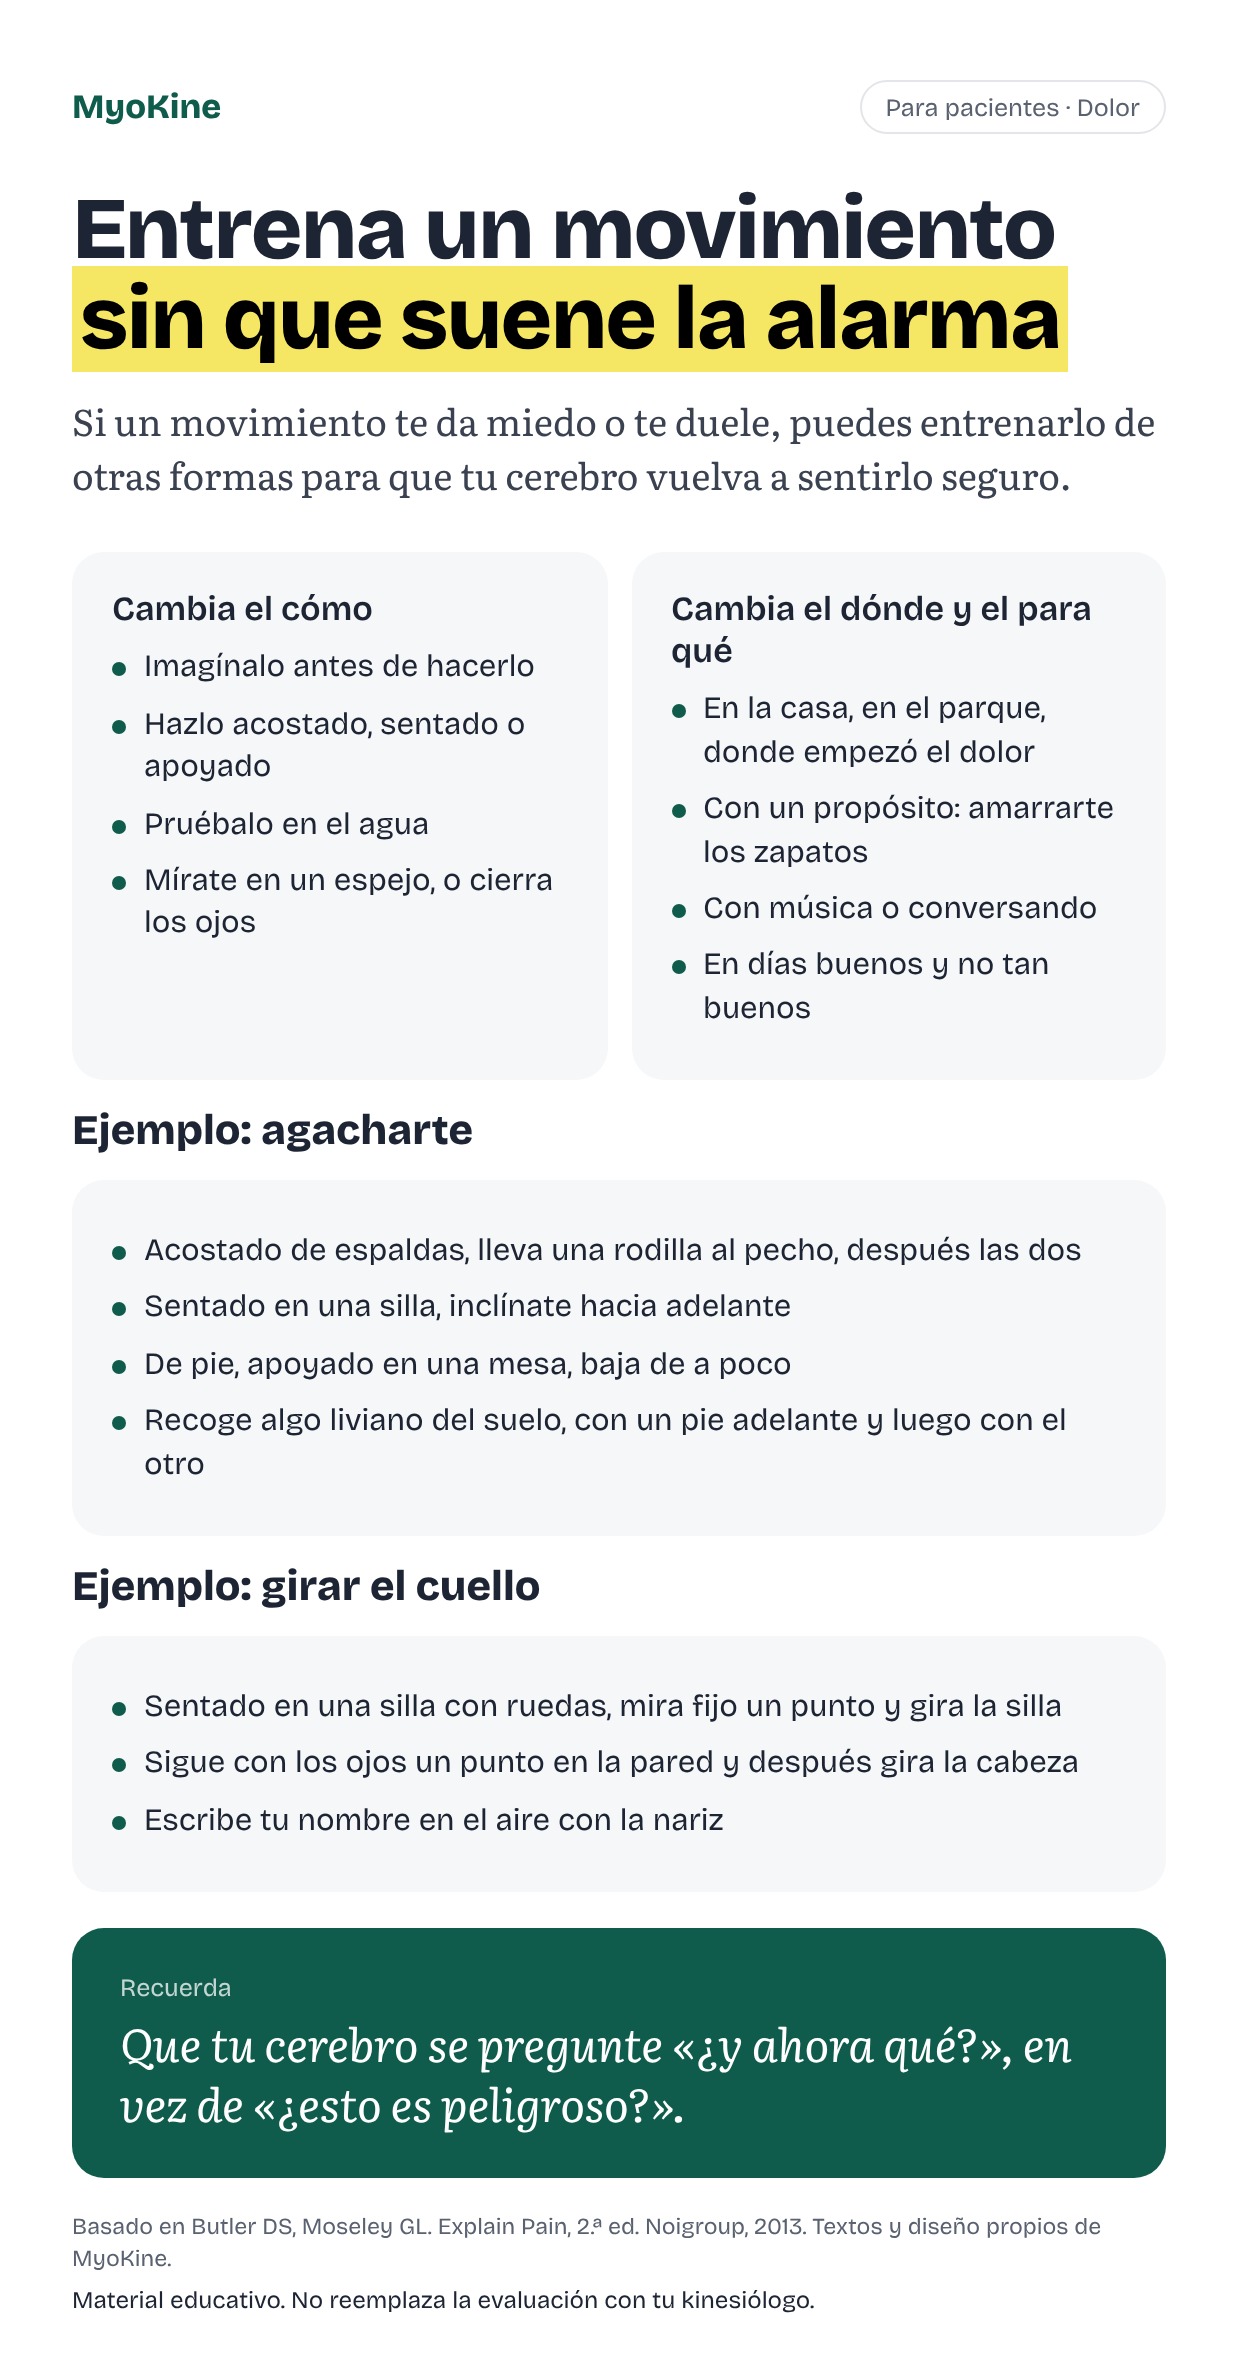 MyoKine
Para pacientes · Dolor
Entrena un movimiento
sin que suene la alarma
Si un movimiento te da miedo o te duele, puedes entrenarlo de
otras formas para que tu cerebro vuelva a sentirlo seguro.
Cambia el cómo
Imagínalo antes de hacerlo
Hazlo acostado, sentado o
apoyado
Pruébalo en el agua
Mírate en un espejo, o cierra
los ojos
Cambia el dónde y el para
qué
En la casa, en el parque,
donde empezó el dolor
Con un propósito: amarrarte
los zapatos
Con música o conversando
En días buenos y no tan
buenos
Ejemplo: agacharte
Acostado de espaldas, lleva una rodilla al pecho, después las dos
Sentado en una silla, inclínate hacia adelante
De pie, apoyado en una mesa, baja de a poco
Recoge algo liviano del suelo, con un pie adelante y luego con el
otro
Ejemplo: girar el cuello
Sentado en una silla con ruedas, mira fijo un punto y gira la silla
Sigue con los ojos un punto en la pared y después gira la cabeza
Escribe tu nombre en el aire con la nariz
Recuerda
Que tu cerebro se pregunte «¿y ahora qué?», en
vez de «¿esto es peligroso?».
Basado en Butler DS, Moseley GL. Explain Pain, 2.ª ed. Noigroup, 2013. Textos y diseño propios de
MyoKine.
Material educativo. No reemplaza la evaluación con tu kinesiólogo.